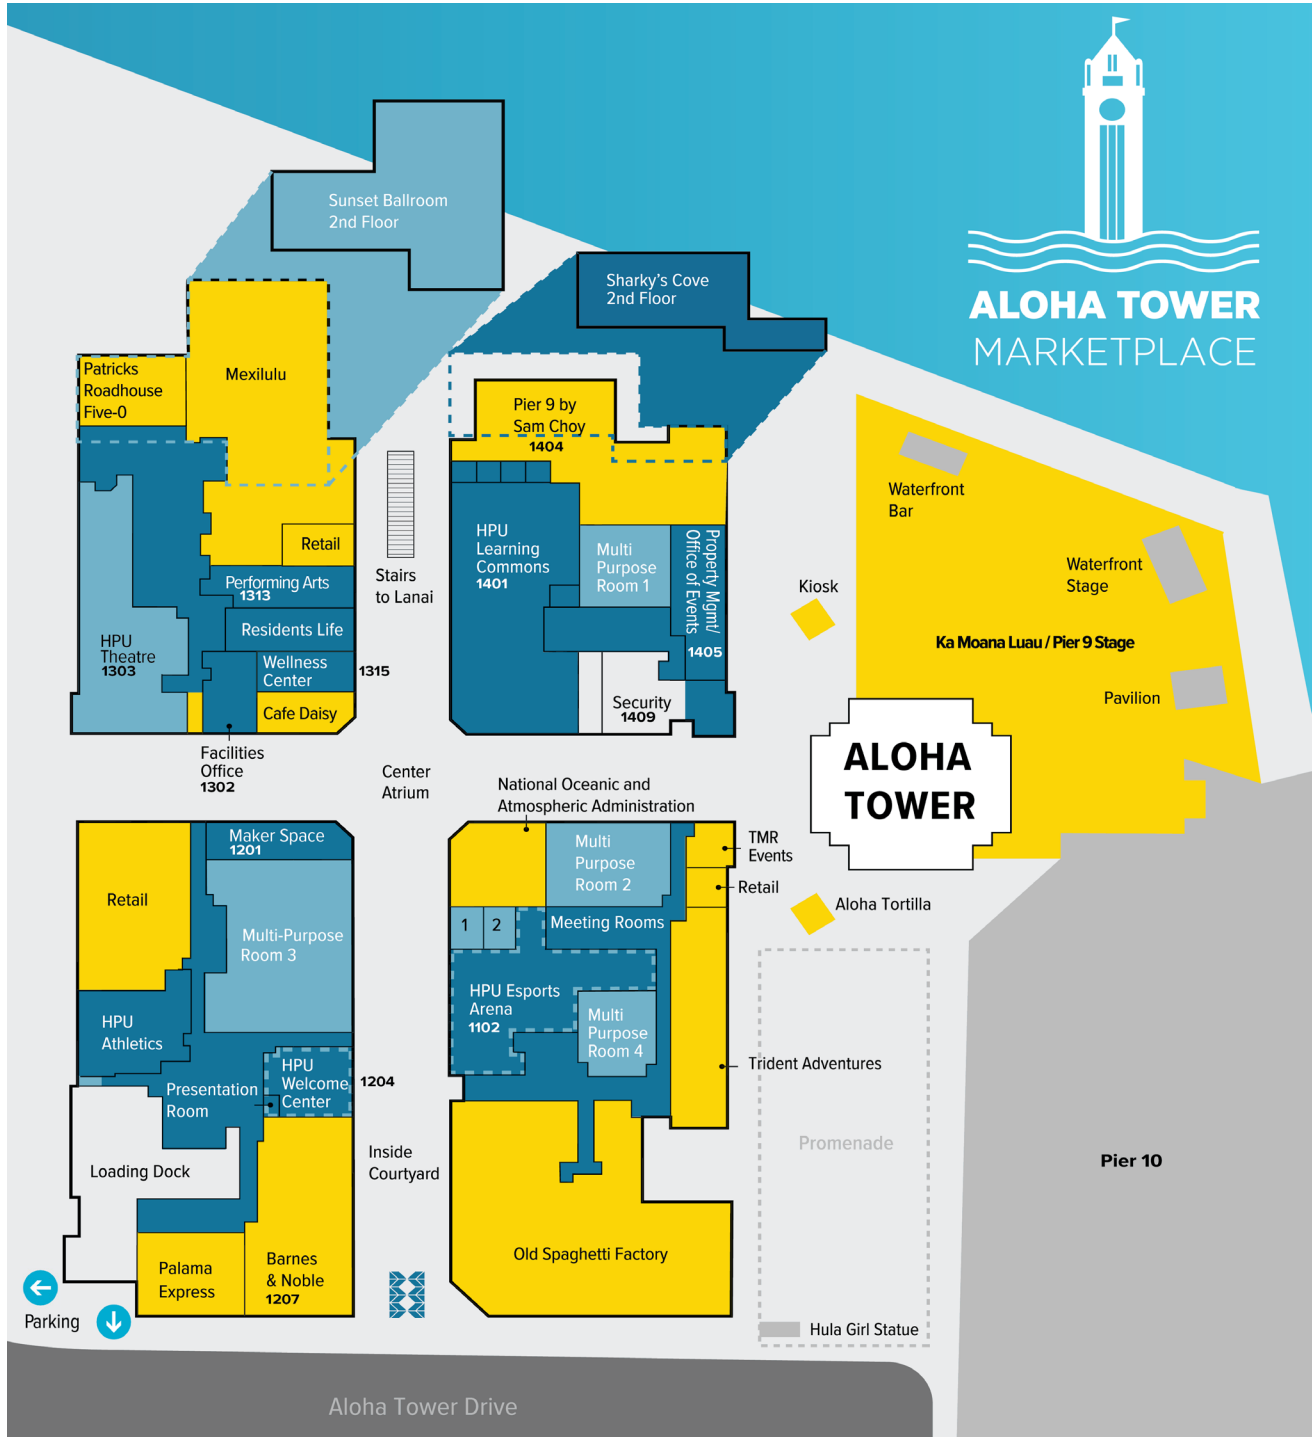 ALOHA TOWER
MARKETPLACE
Sunset Ballroom
2nd Floor
Sharky's Cove
2nd Floor
Patricks
Roadhouse
Five-0
Mexilulu
Pier 9 by
Sam Choy
1404
Retail
Performing Arts
1313
Residents Life
Wellness
Center
1315
Cafe Daisy
HPU
Theatre
1303
Facilities
Office
1302
Stairs
to Lanai
HPU
Learning
Commons
1401
Multi
Purpose
Room 1
Property Mgmt/
Office of Events
1405
Security
1409
Waterfront
Bar
Waterfront
Stage
Kiosk
Ka Moana Luau / Pier 9 Stage
Pavilion
ALOHA
TOWER
Center
Atrium
National Oceanic and
Atmospheric Administration
Maker Space
1201
Retail
Multi-Purpose
Room 3
HPU
Athletics
HPU
Welcome
Center
1204
Presentation
Room
Loading Dock
Palama
Express
Barnes
& Noble
1207
Inside
Courtyard
Multi
Purpose
Room 2
TMR
Events
Retail
Aloha Tortilla
1
2
Meeting Rooms
HPU Esports
Arena
1102
Multi
Purpose
Room 4
Trident Adventures
Promenade
Pier 10
Old Spaghetti Factory
Hula Girl Statue
Parking
Aloha Tower Drive